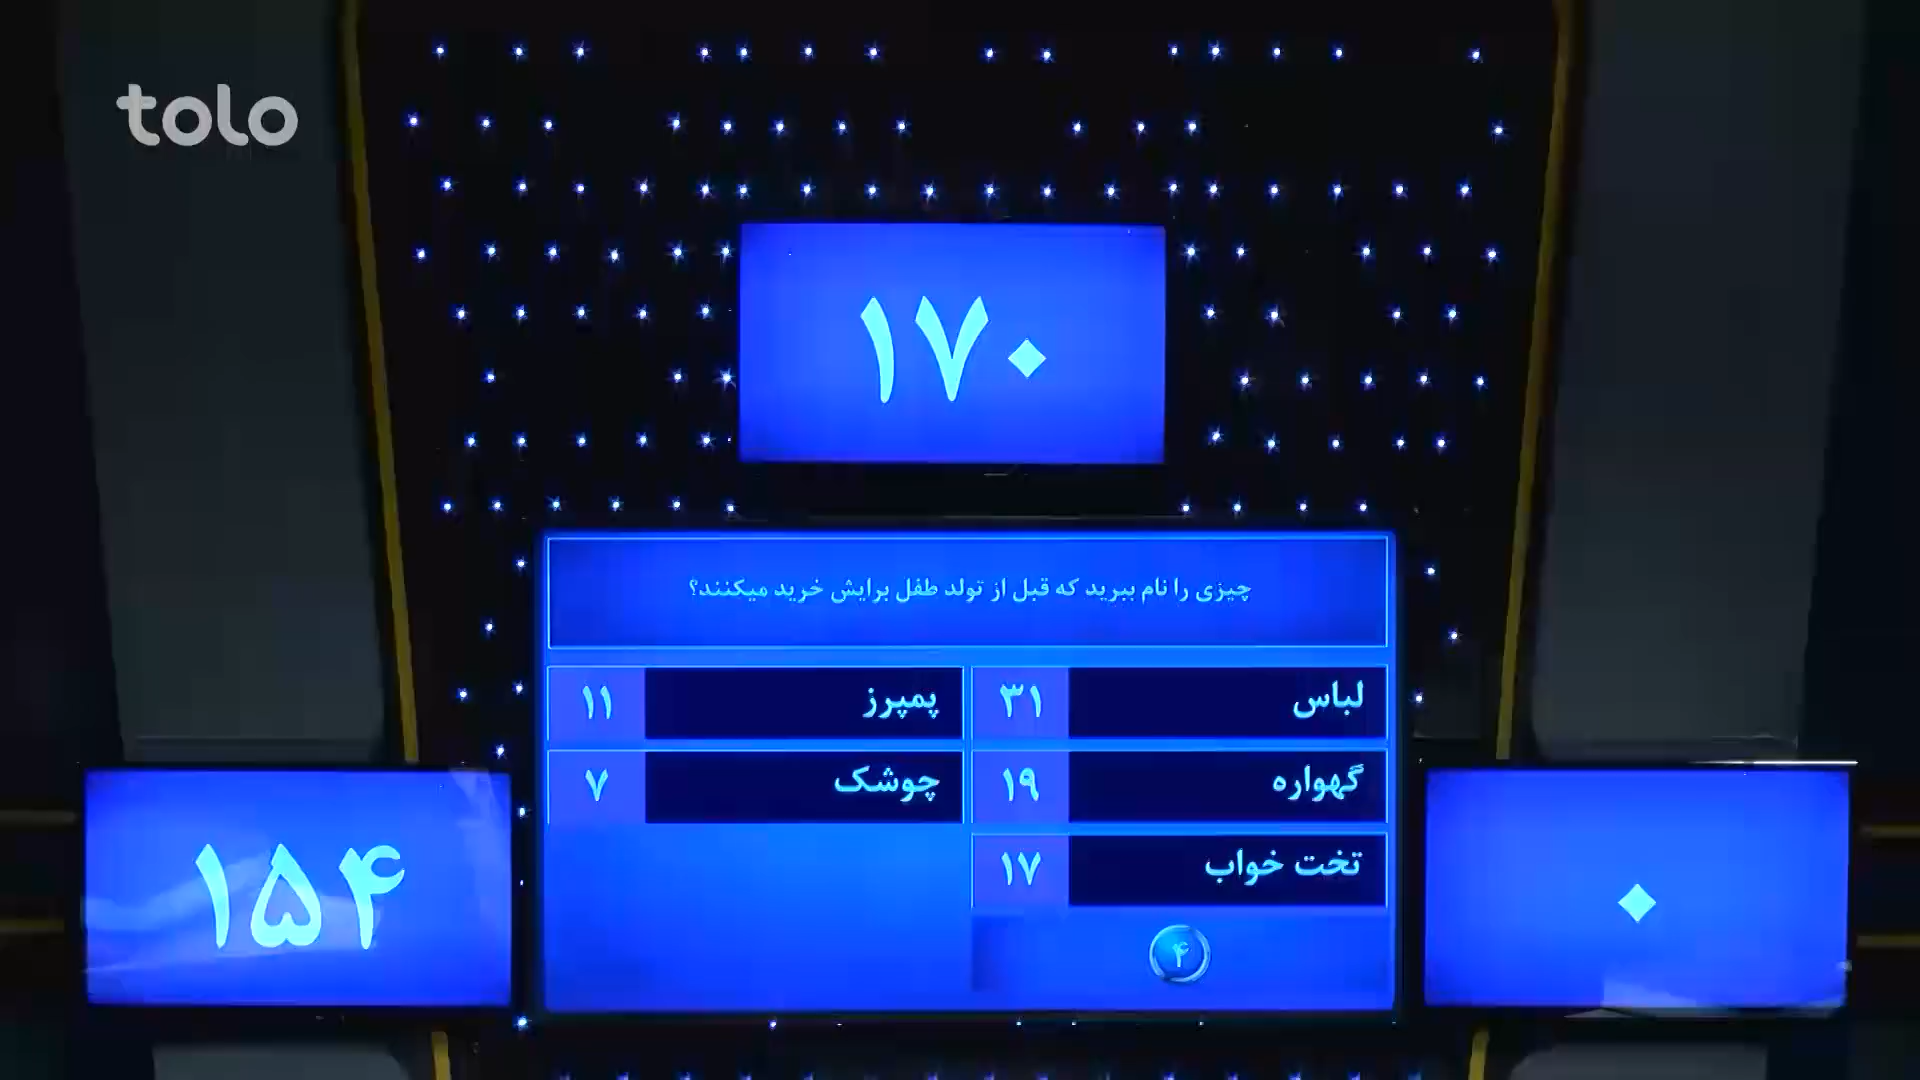 tolo
۱۷۰
چیزی را نام ببرید که قبل از تولد طفل برایش خرید میکنند؟
لباس ۳۱
گهواره ۱۹
تخت خواب ۱۷
۴
پمپرز ۱۱
چوشک ۷
۱۵۴
۰